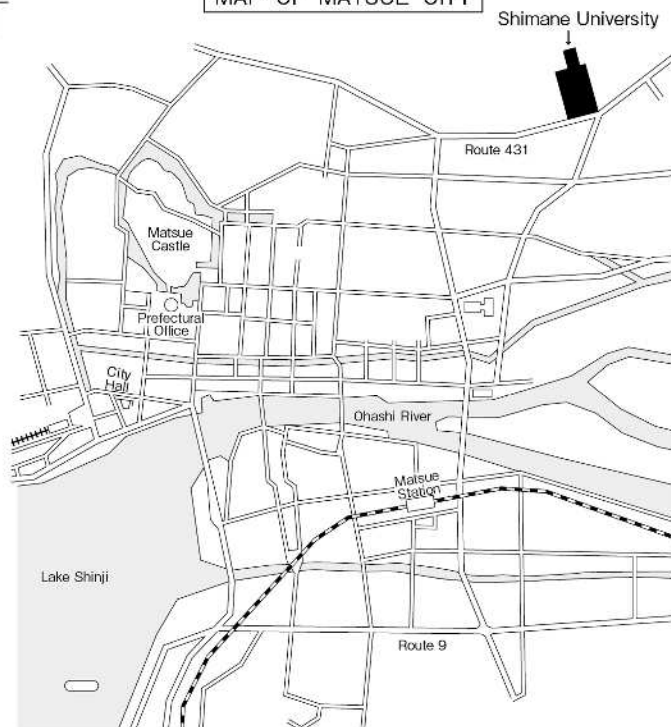 MAP OF MATSUE CITY
Shimane University
Route 431
Matsue
Castle
Prefectural
Office
City
Hall
Ohashi River
Matsue
Station
Lake Shinji
Route 9